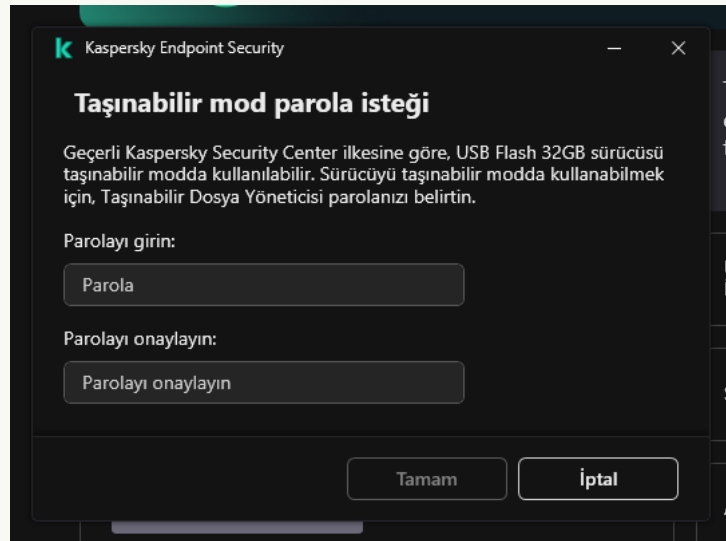 Kaspersky Endpoint Security
Taşınabilir mod parola isteği
Geçerli Kaspersky Security Center ilkesine göre, USB Flash 32GB sürücüsü
taşınabilir modda kullanılabilir. Sürücüyü taşınabilir modda kullanabilmek
için, Taşınabilir Dosya Yöneticisi parolanızı belirtin.
Parolayı girin:
Parola
Parolayı onaylayın:
Parolayı onaylayın
Tamam
İptal